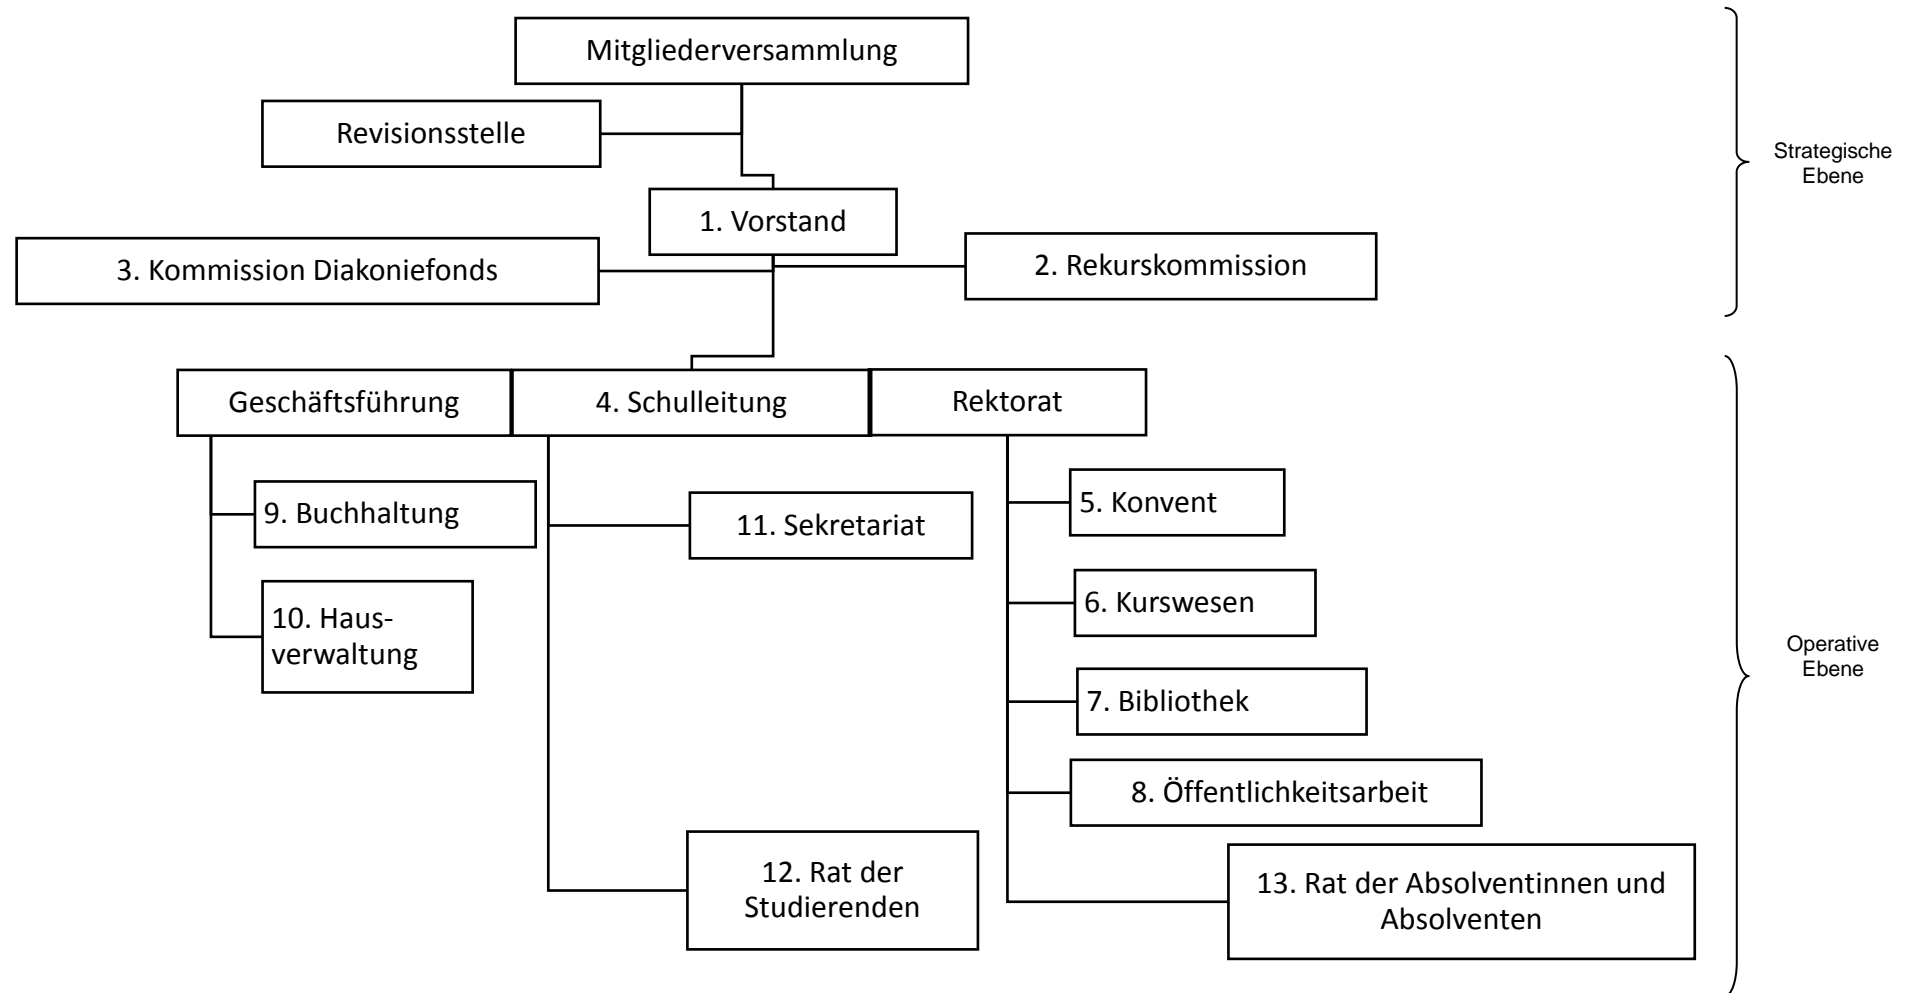 Mitgliederversammlung
Revisionsstelle
Strategische
Ebene
1. Vorstand
3. Kommission Diakoniefonds
2. Rekurskommission
Geschäftsführung
4. Schulleitung
Rektorat
9. Buchhaltung
11. Sekretariat
5. Konvent
10. Haus-
verwaltung
6. Kurswesen
Operative
Ebene
7. Bibliothek
8. Öffentlichkeitsarbeit
12. Rat der
Studierenden
13. Rat der Absolventinnen und
Absolventen